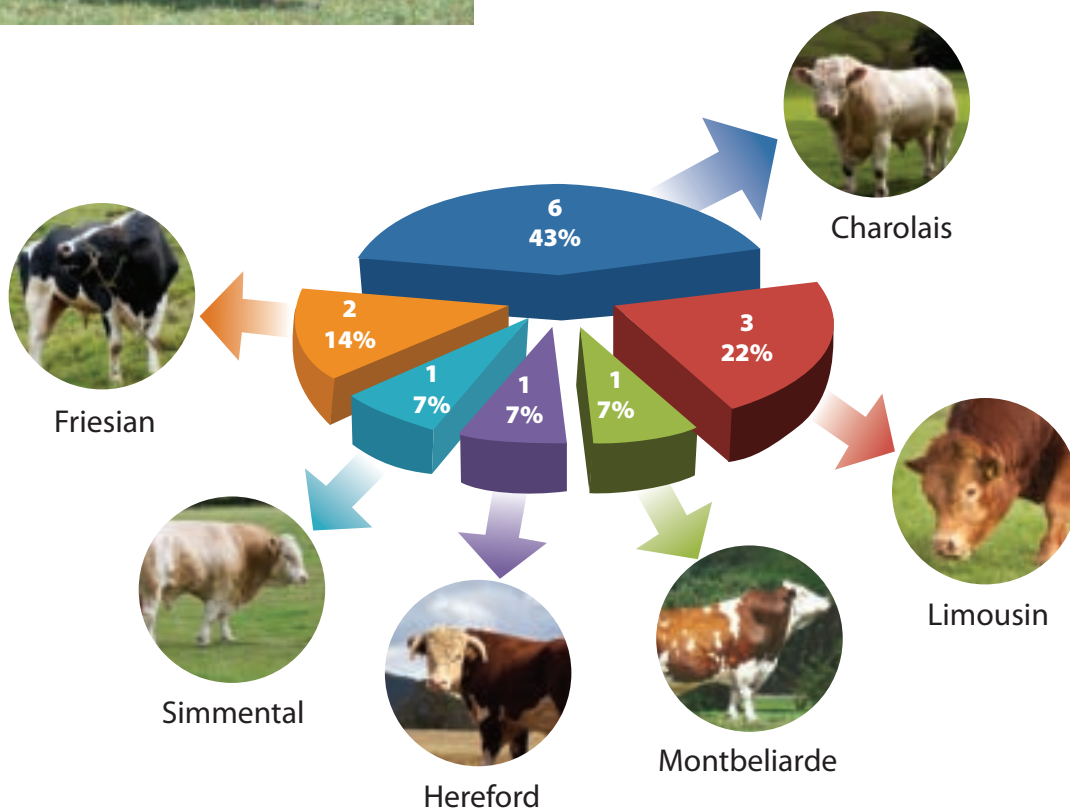 6
43%
Charolais
3
22%
Limousin
1
7%
Montbeliarde
1
7%
Hereford
1
7%
Simmental
2
14%
Friesian